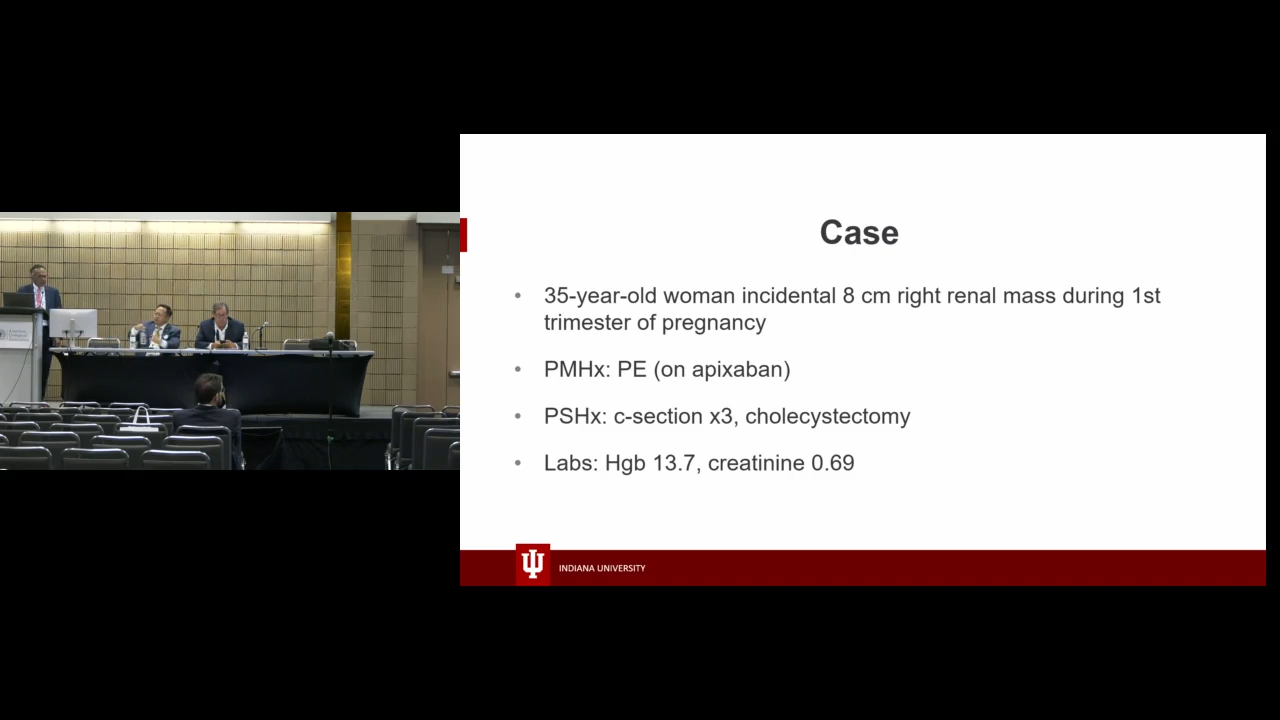 Case
• 35-year-old woman incidental 8 cm right renal mass during 1st
trimester of pregnancy
• PMHx: PE (on apixaban)
• PSHx: c-section x3, cholecystectomy
• Labs: Hgb 13.7, creatinine 0.69
INDIANA UNIVERSITY